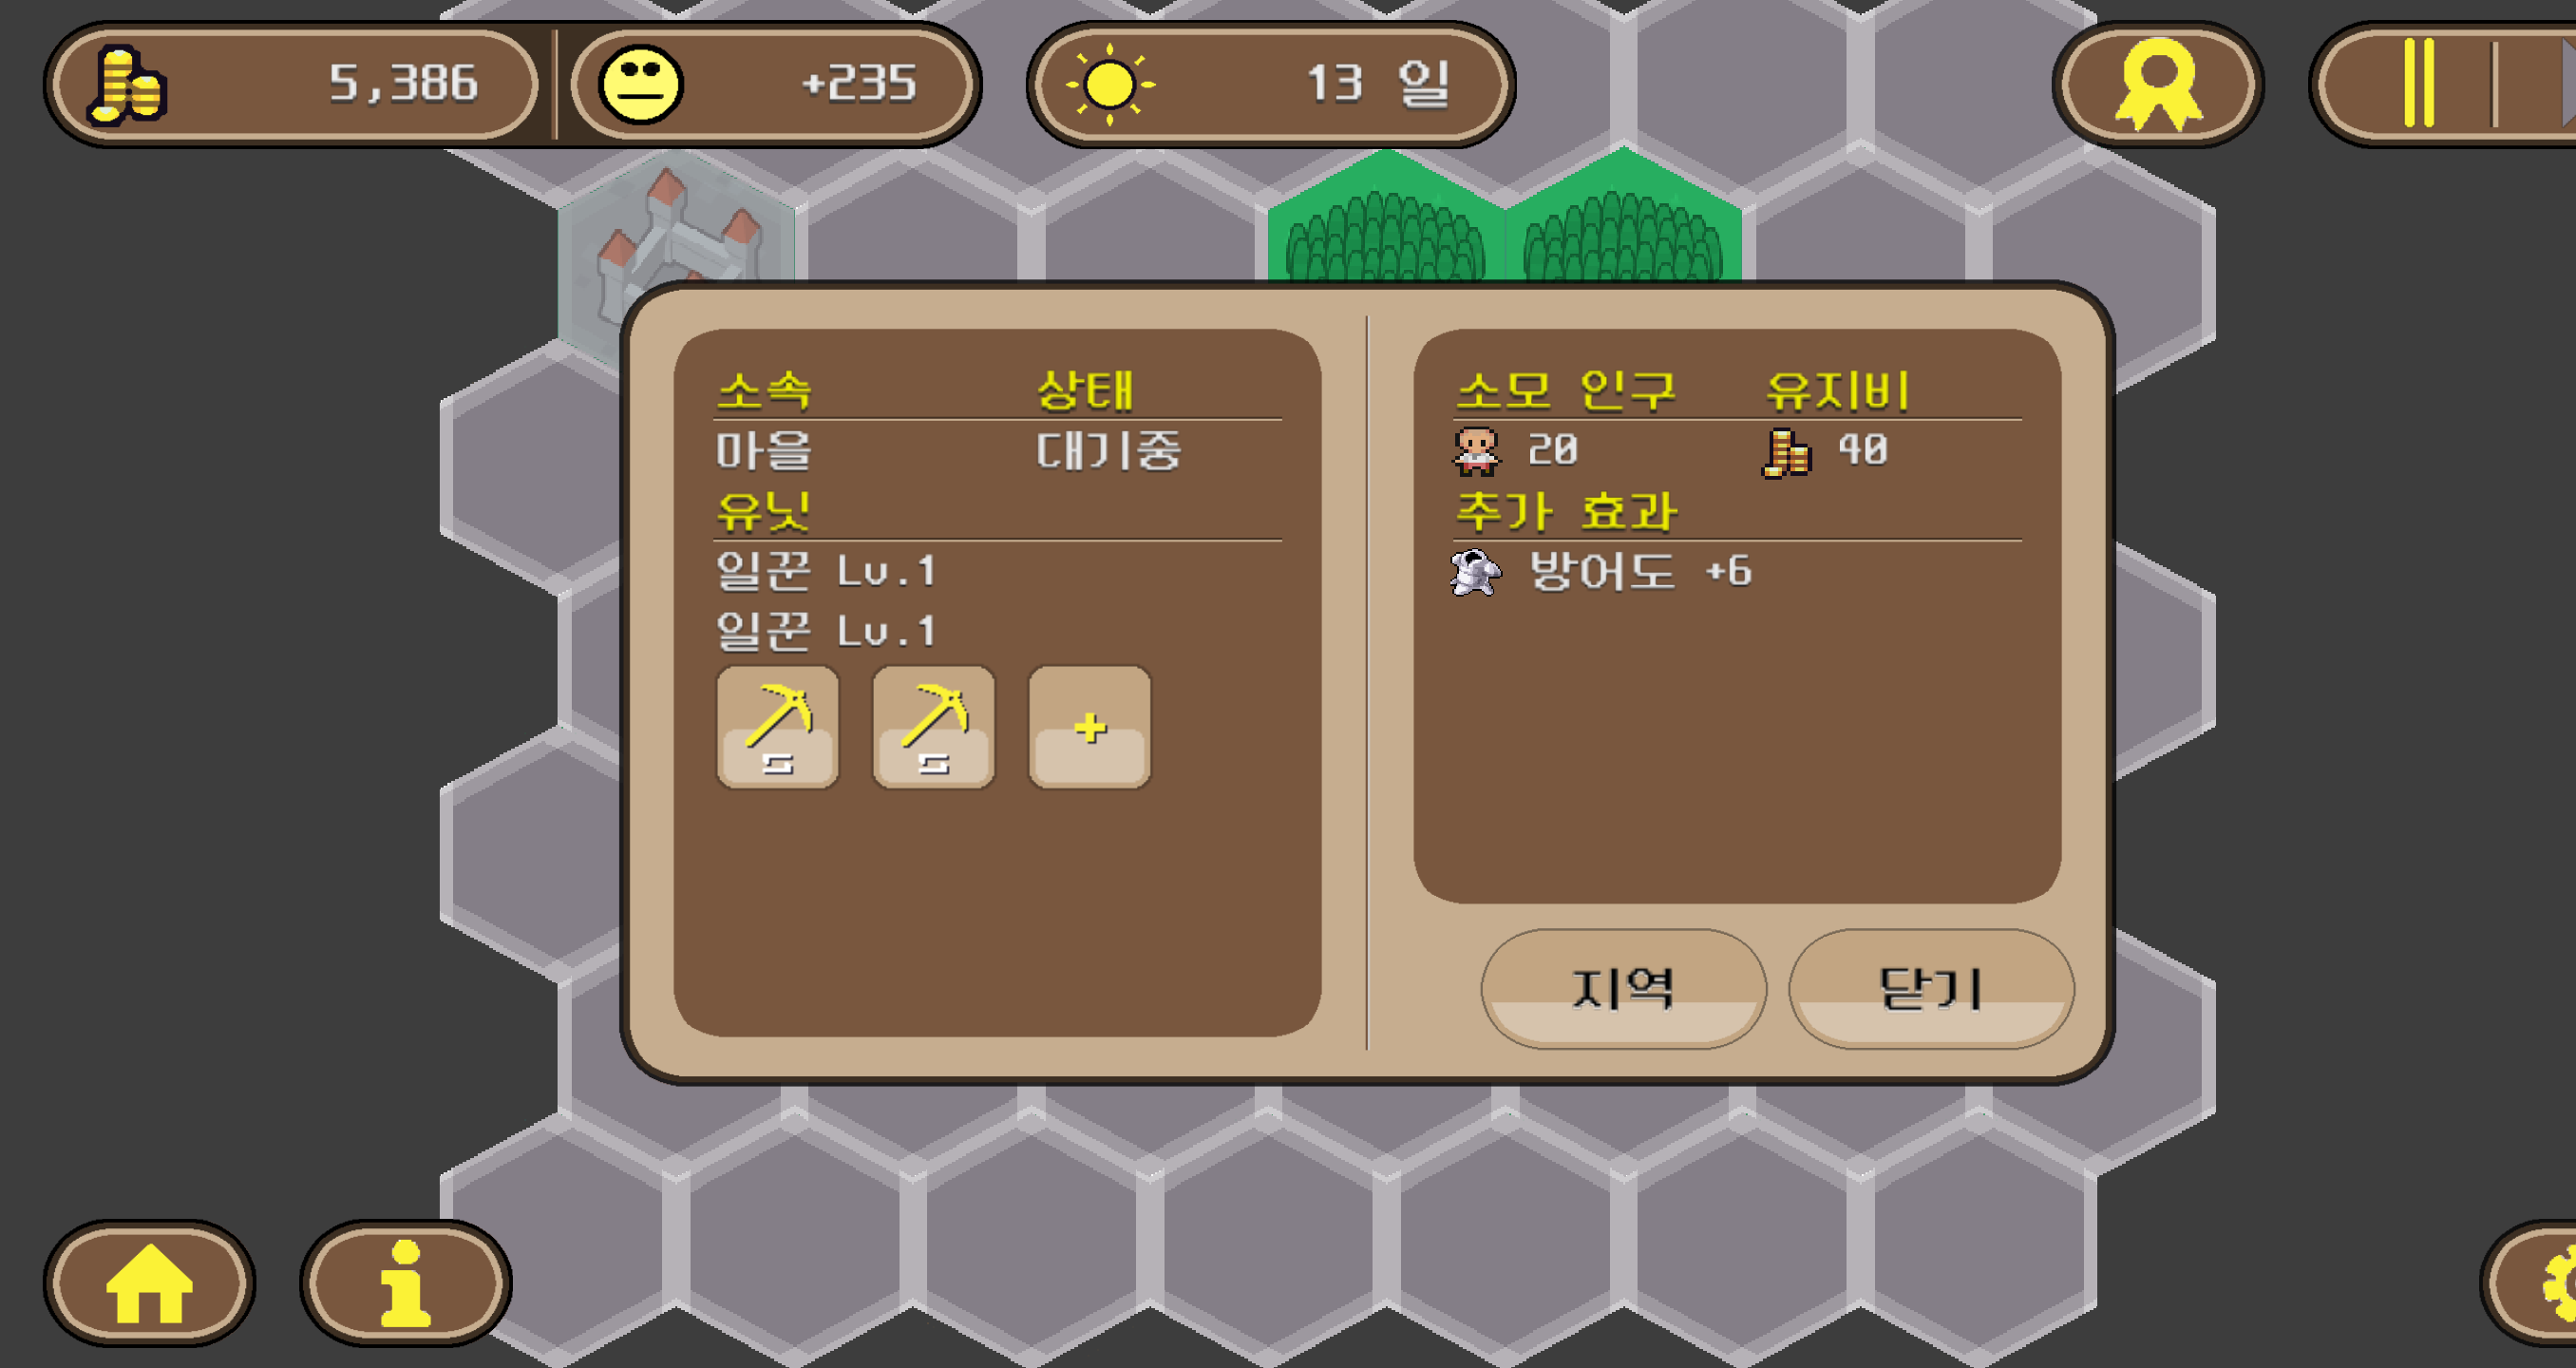 5,386 +235 13 일
소속 상태
마을 대기중
유닛
일꾼 Lv.1
일꾼 Lv.1
+
소모 인구 유지비
20 40
추가 효과
방어도 +6
지역 닫기